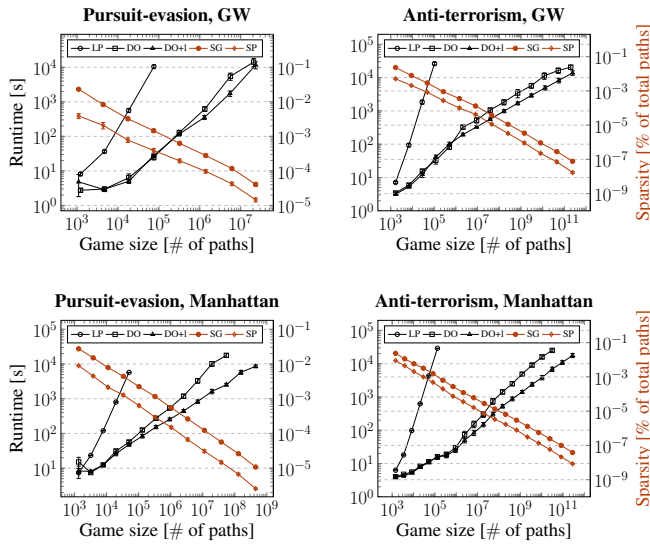 Pursuit-evasion, GW
LP DO DO+l SG SP
Runtime [s]
10^4
10^3
10^2
10^1
10^0
10^-1
10^-2
10^-3
10^-4
10^-5
10^3 10^4 10^5 10^6 10^7
Game size [# of paths]
Anti-terrorism, GW
LP DO DO+l SG SP
10^5
10^4
10^3
10^2
10^1
10^0
10^-1
10^-3
10^-5
10^-7
10^-9
Sparsity [% of total paths]
10^3 10^5 10^7 10^9 10^11
Game size [# of paths]
Pursuit-evasion, Manhattan
LP DO DO+l SG SP
Runtime [s]
10^5
10^4
10^3
10^2
10^1
10^-1
10^-2
10^-3
10^-4
10^-5
10^3 10^4 10^5 10^6 10^7 10^8 10^9
Game size [# of paths]
Anti-terrorism, Manhattan
LP DO DO+l SG SP
10^5
10^4
10^3
10^2
10^1
10^0
10^-1
10^-3
10^-5
10^-7
10^-9
Sparsity [% of total paths]
10^3 10^5 10^7 10^9 10^11
Game size [# of paths]